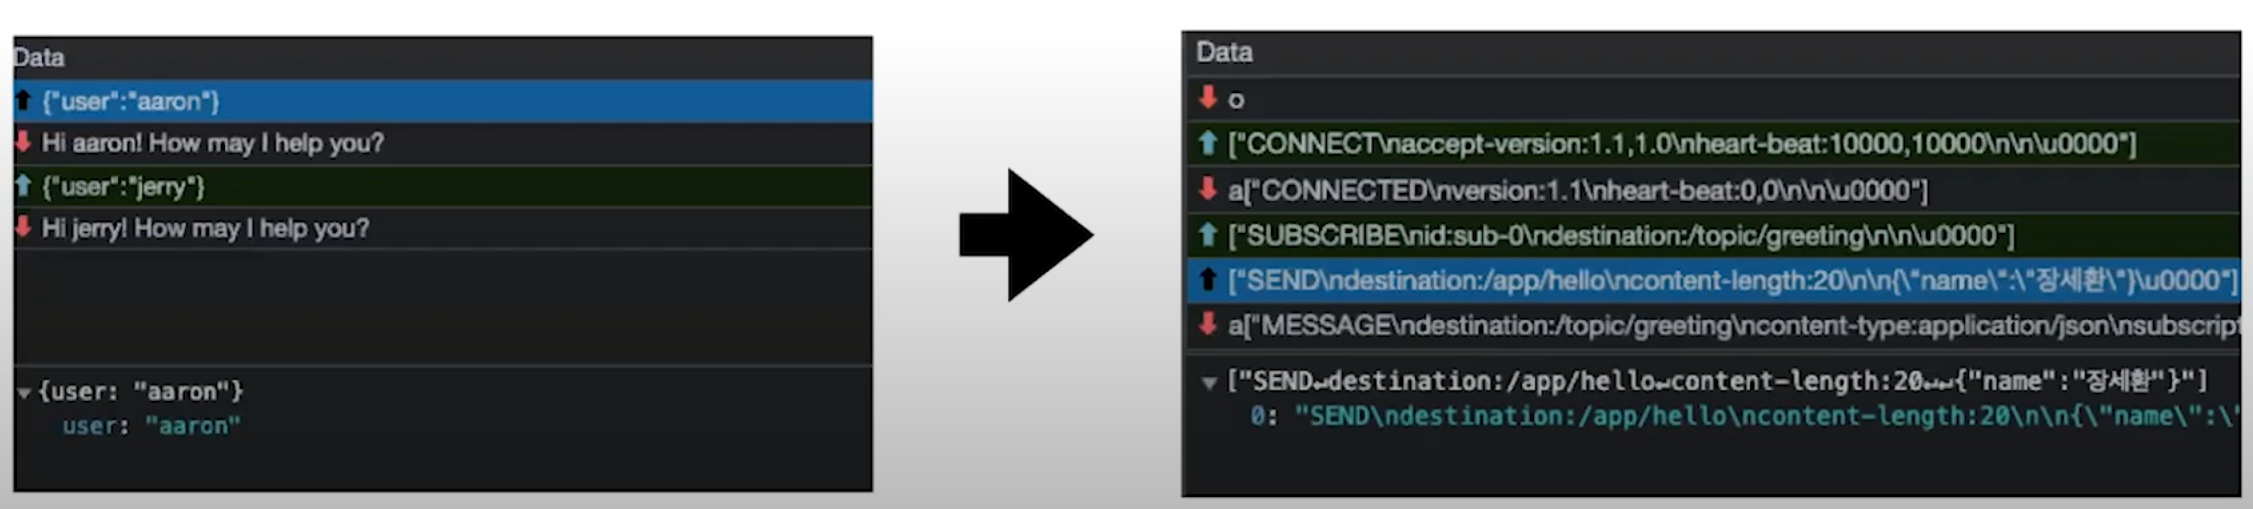 Data
{"user":"aaron"}
Hi aaron! How may I help you?
{"user":"jerry"}
Hi jerry! How may I help you?
{user: "aaron"}
user: "aaron"
Data
o
["CONNECT\naccept-version:1.1,1.0\nheart-beat:10000,10000\n\n\u0000"]
a["CONNECTED\nversion:1.1\nheart-beat:0,0\n\n\u0000"]
["SUBSCRIBE\nid:sub-0\ndestination:/topic/greeting\n\n\u0000"]
["SEND\ndestination:/app/hello\ncontent-length:20\n\n{\"name\":\"장세환\"}\u0000"]
a["MESSAGE\ndestination:/topic/greeting\ncontent-type:application/json\nsubscript
["SEND↵destination:/app/hello↵content-length:20↵↵{"name":"장세환"}"]
0: "SEND\ndestination:/app/hello\ncontent-length:20\n\n{\"name\":\"